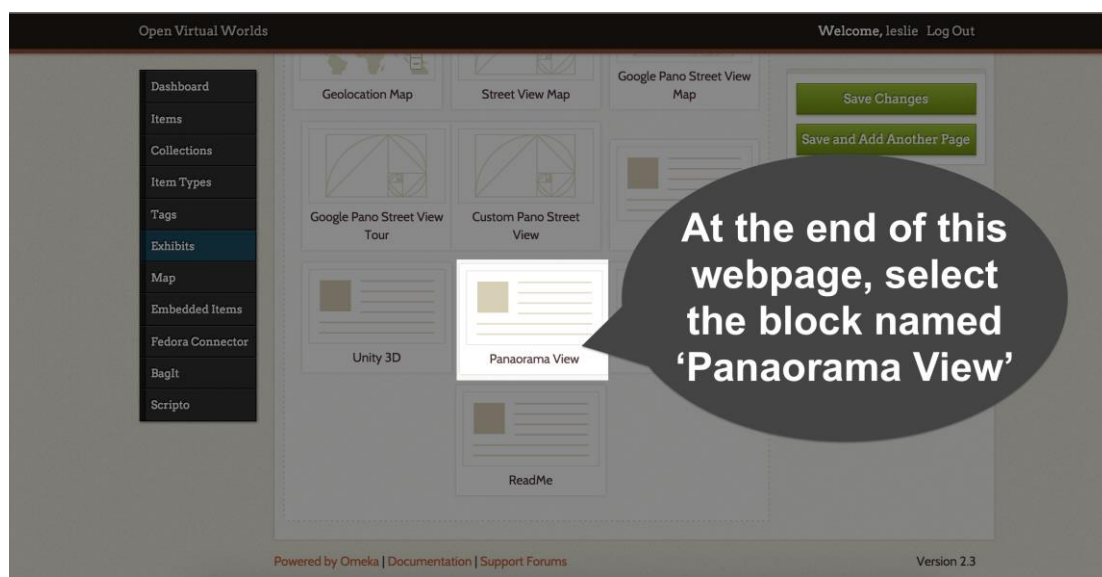 Open Virtual Worlds
Welcome, leslie Log Out
Dashboard
Items
Collections
Item Types
Tags
Exhibits
Map
Embedded Items
Fedora Connector
BagIt
Scripto
Geolocation Map
Street View Map
Google Pano Street View
Map
Google Pano Street View
Tour
Custom Pano Street
View
Unity 3D
Panaorama View
ReadMe
Save Changes
Save and Add Another Page
At the end of this
webpage, select
the block named
‘Panaorama View’
Powered by Omeka | Documentation | Support Forums
Version 2.3